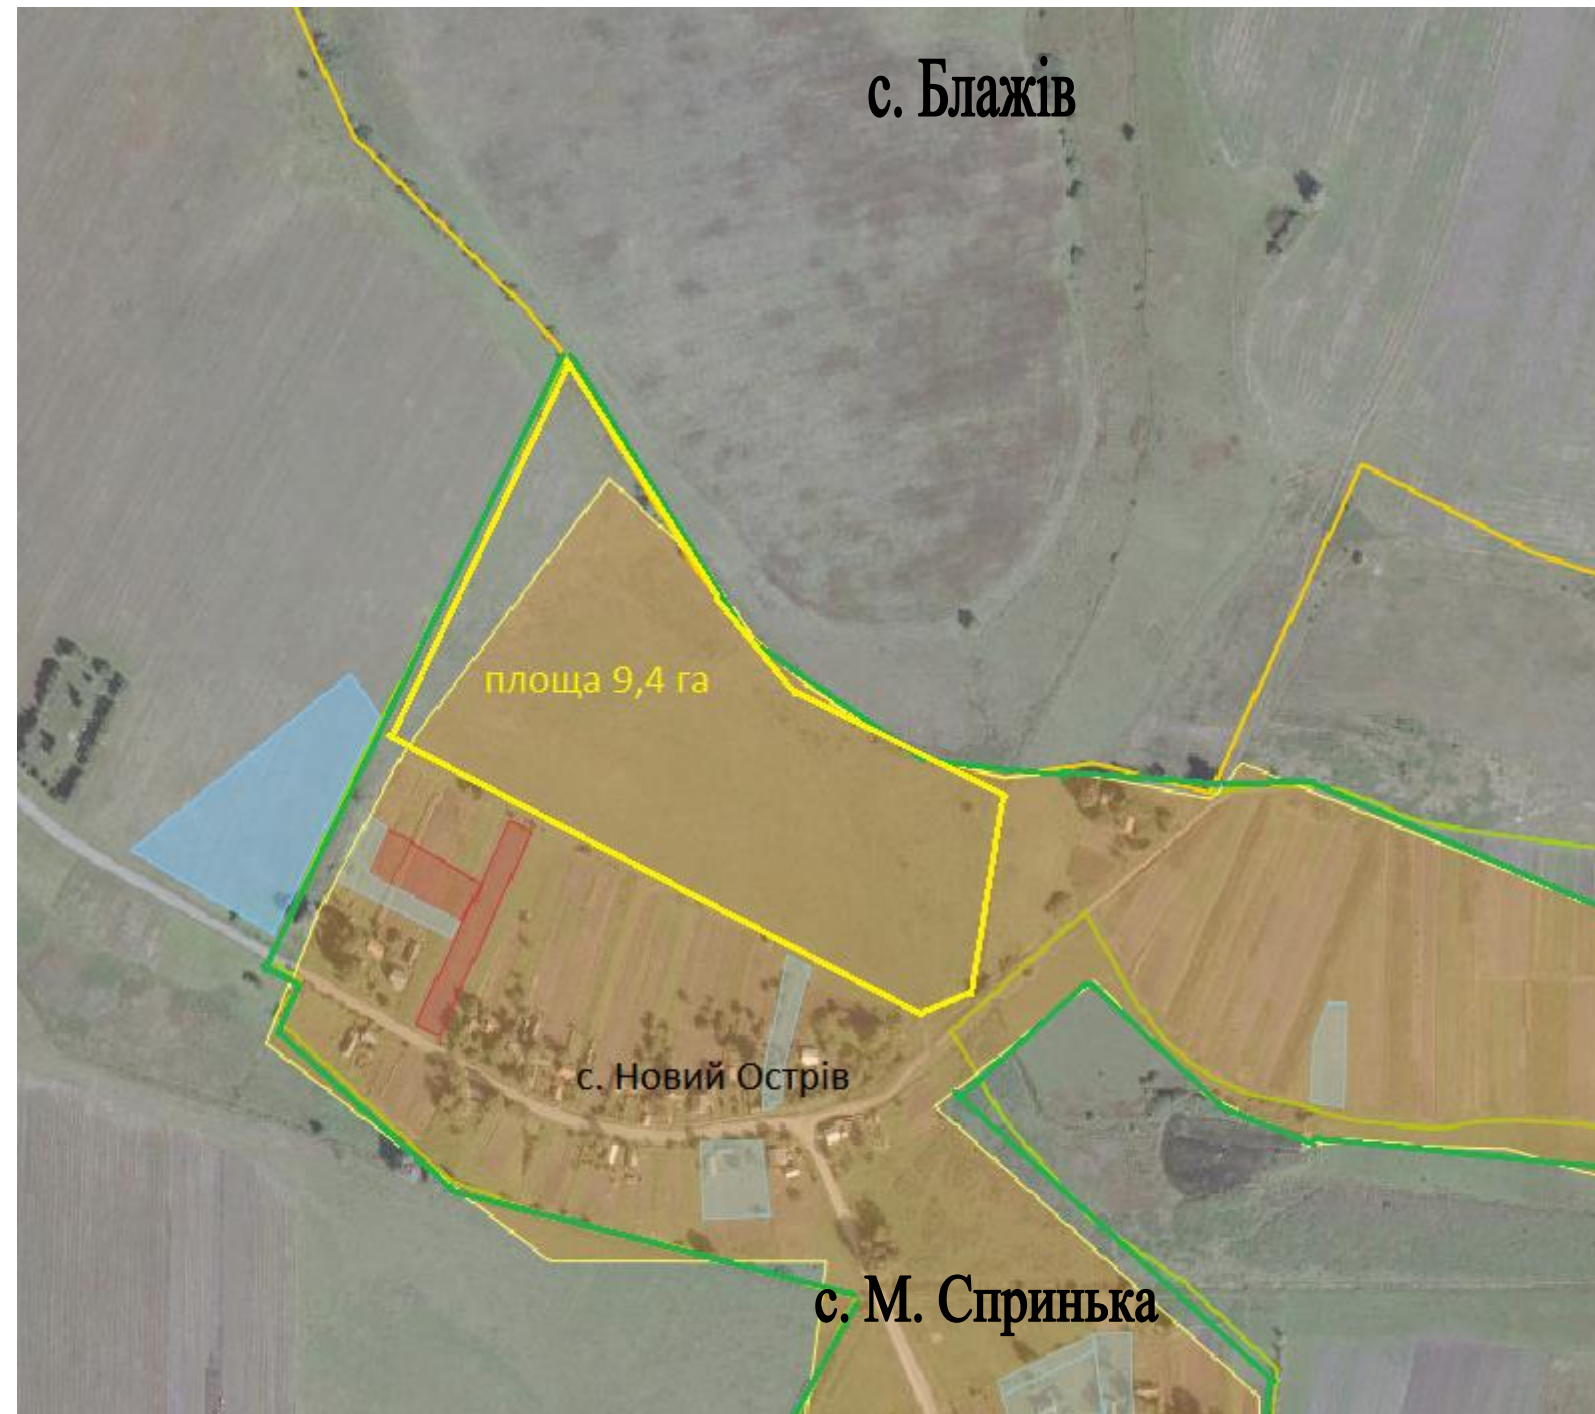 с. Блажів
площа 9,4 га
с. Новий Острів
с. М. Спринька